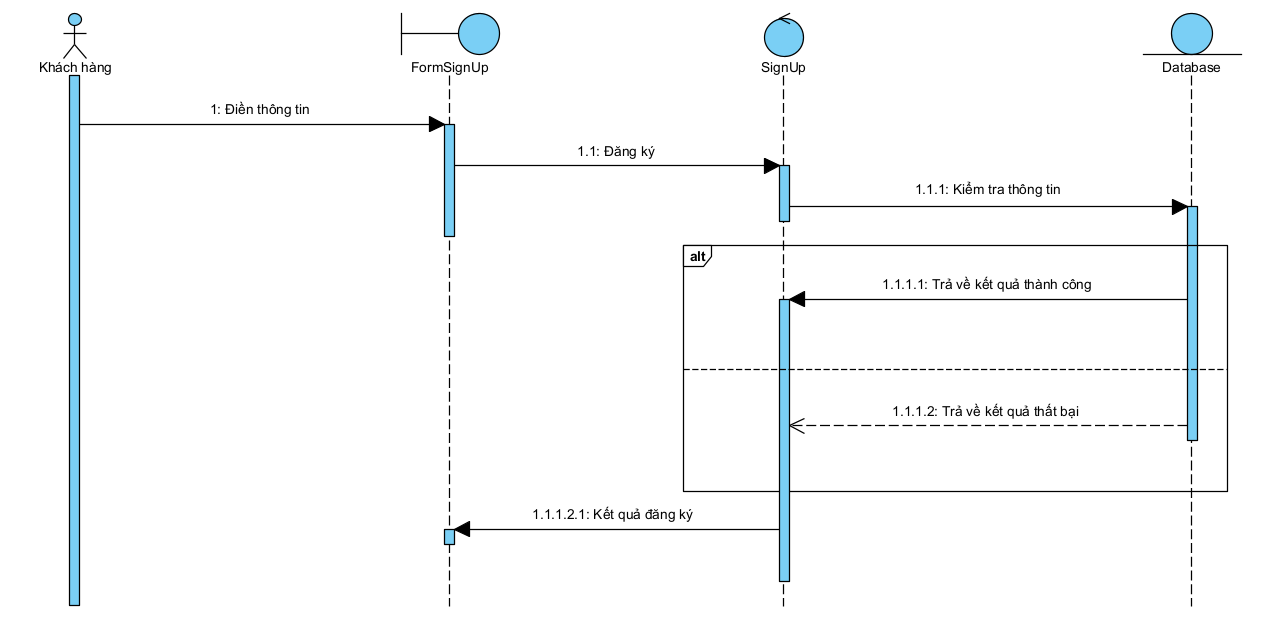 Khách hàng
FormSignUp
SignUp
Database
1: Điền thông tin
1.1: Đăng ký
1.1.1: Kiểm tra thông tin
alt
1.1.1.1: Trả về kết quả thành công
1.1.1.2: Trả về kết quả thất bại
1.1.1.2.1: Kết quả đăng ký